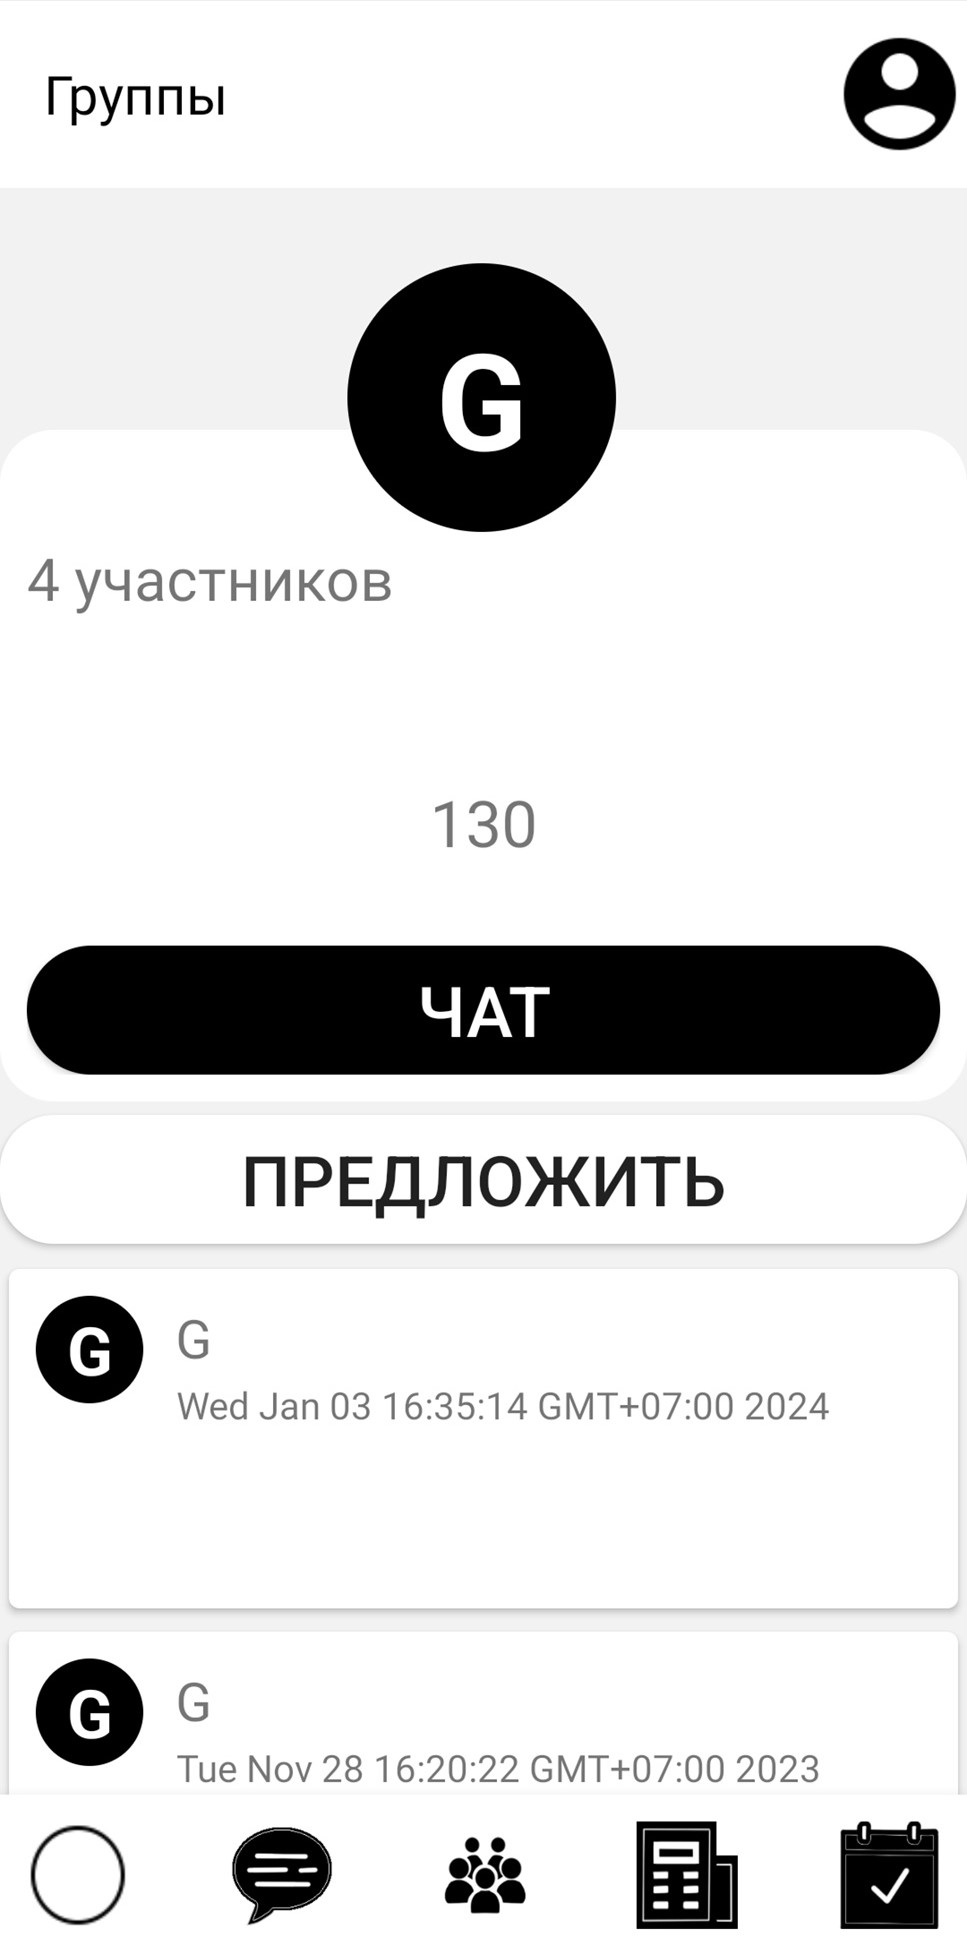 Группы
G
4 участников
130
ЧАТ
ПРЕДЛОЖИТЬ
G
G
Wed Jan 03 16:35:14 GMT+07:00 2024
G
G
Tue Nov 28 16:20:22 GMT+07:00 2023